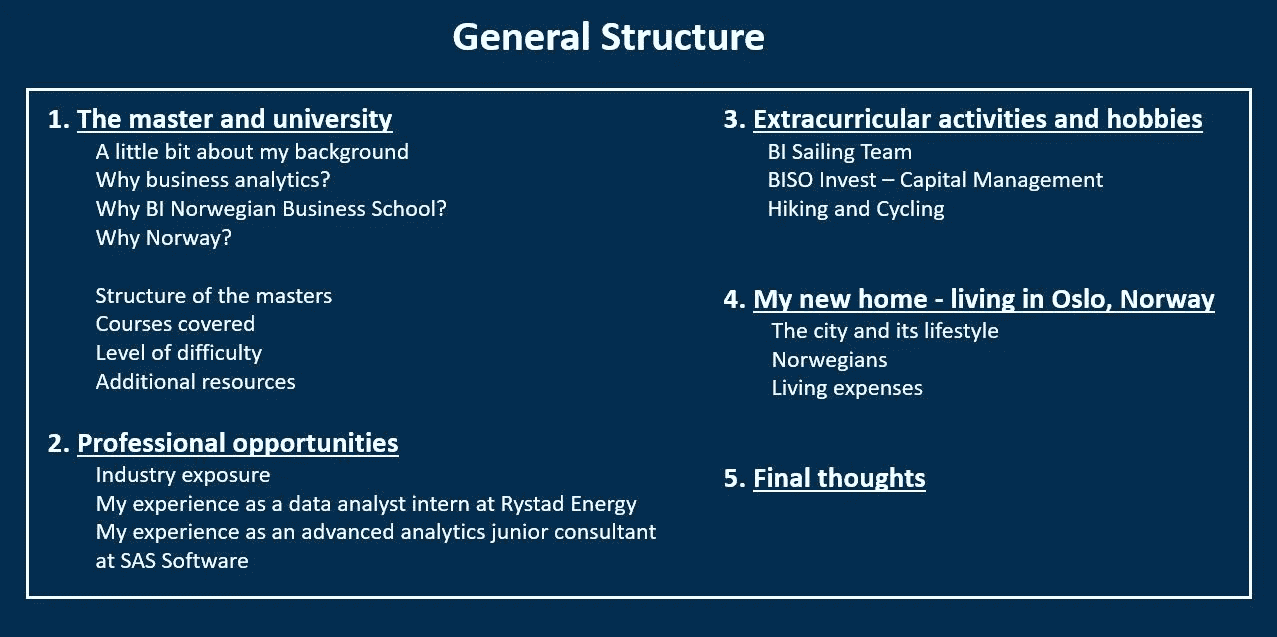 General Structure
1. The master and university
A little bit about my background
Why business analytics?
Why BI Norwegian Business School?
Why Norway?
Structure of the masters
Courses covered
Level of difficulty
Additional resources
2. Professional opportunities
Industry exposure
My experience as a data analyst intern at Rystad Energy
My experience as an advanced analytics junior consultant
at SAS Software
3. Extracurricular activities and hobbies
BI Sailing Team
BISO Invest – Capital Management
Hiking and Cycling
4. My new home - living in Oslo, Norway
The city and its lifestyle
Norwegians
Living expenses
5. Final thoughts